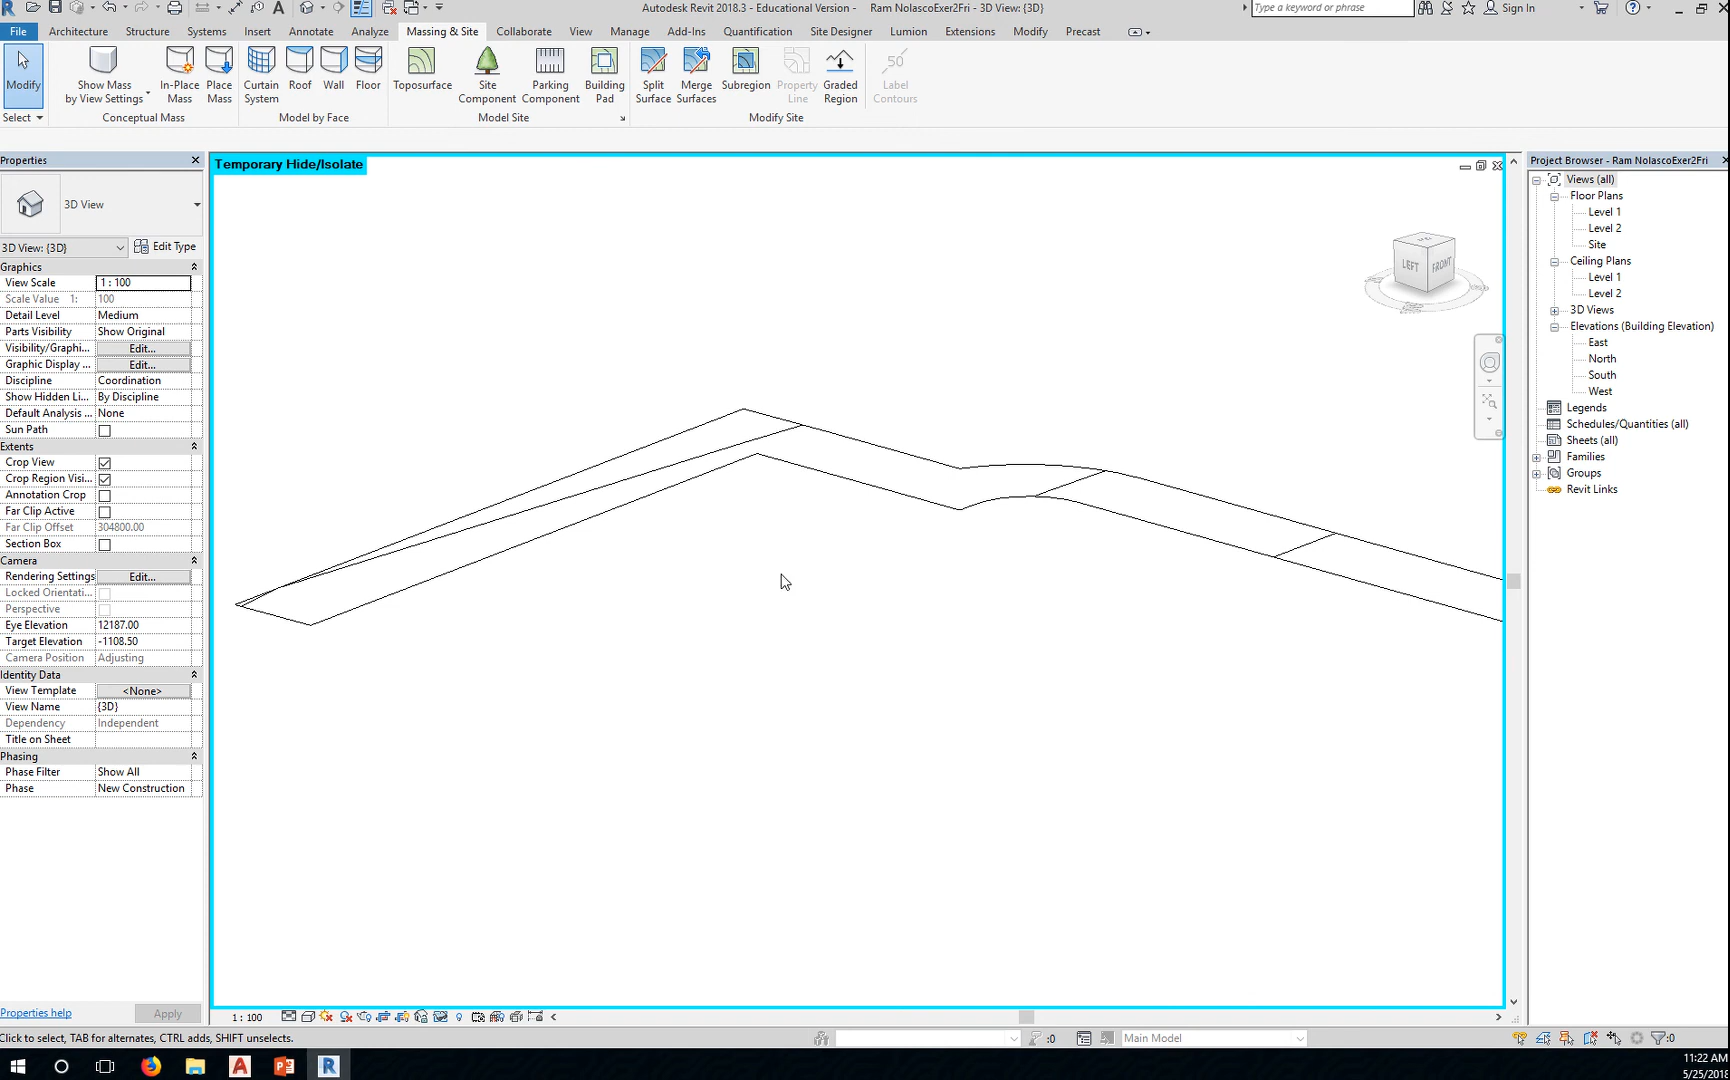 Autodesk Revit 2018.3 - Educational Version -    Ram NolascoExer2Fri - 3D View: {3D}
Type a keyword or phrase
Sign In
File Architecture Structure Systems Insert Annotate Analyze Massing & Site Collaborate View Manage Add-Ins Quantification Site Designer Lumion Extensions Modify Precast
Modify
Show Mass
by View Settings
In-Place
Mass
Place
Mass
Curtain
System
Roof
Wall
Floor
Toposurface
Site
Component
Parking
Component
Building
Pad
Split
Surface
Merge
Surfaces
Subregion
Property
Line
Graded
Region
50
Label
Contours
Select
Conceptual Mass
Model by Face
Model Site
Modify Site
Properties
3D View
3D View: {3D}
Edit Type
Graphics
View Scale 1 : 100
Scale Value 1: 100
Detail Level Medium
Parts Visibility Show Original
Visibility/Graphi... Edit...
Graphic Display ... Edit...
Discipline Coordination
Show Hidden Li... By Discipline
Default Analysis ... None
Sun Path
Extents
Crop View
Crop Region Visi...
Annotation Crop
Far Clip Active
Far Clip Offset 304800.00
Section Box
Camera
Rendering Settings Edit...
Locked Orientati...
Perspective
Eye Elevation 12187.00
Target Elevation -1108.50
Camera Position Adjusting
Identity Data
View Template <None>
View Name {3D}
Dependency Independent
Title on Sheet
Phasing
Phase Filter Show All
Phase New Construction
Properties help
Apply
Temporary Hide/Isolate
LEFT
FRONT
Project Browser - Ram NolascoExer2Fri
Views (all)
Floor Plans
Level 1
Level 2
Site
Ceiling Plans
Level 1
Level 2
3D Views
Elevations (Building Elevation)
East
North
South
West
Legends
Schedules/Quantities (all)
Sheets (all)
Families
Groups
Revit Links
1 : 100
Click to select, TAB for alternates, CTRL adds, SHIFT unselects.
:0
Main Model
:0
11:22 AM
5/25/2018